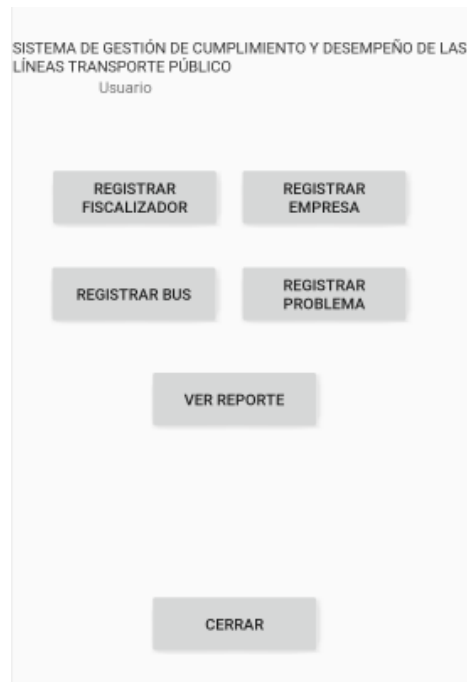 SISTEMA DE GESTIÓN DE CUMPLIMIENTO Y DESEMPEÑO DE LAS
LÍNEAS TRANSPORTE PÚBLICO
Usuario
REGISTRAR
FISCALIZADOR
REGISTRAR
EMPRESA
REGISTRAR BUS
REGISTRAR
PROBLEMA
VER REPORTE
CERRAR